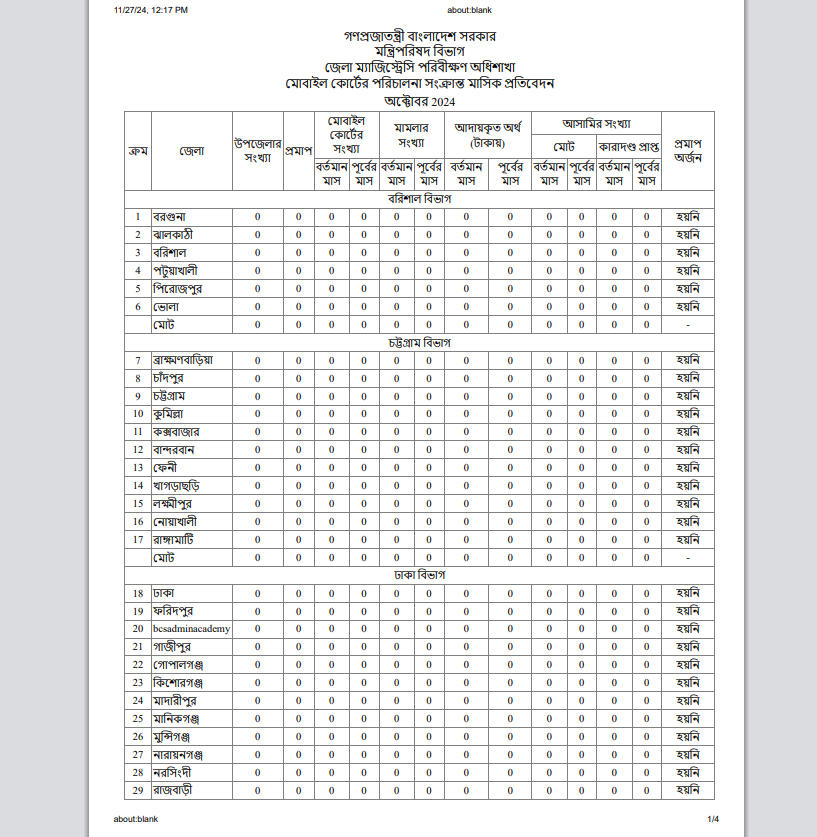 11/27/24, 12:17 PM about:blank
গণপ্রজাতন্ত্রী বাংলাদেশ সরকার
মন্ত্রিপরিষদ বিভাগ
জেলা ম্যাজিস্ট্রেসি পরিবীক্ষণ অধিশাখা
মোবাইল কোর্টের পরিচালনা সংক্রান্ত মাসিক প্রতিবেদন
অক্টোবর 2024
ক্রম জেলা উপজেলার সংখ্যা প্রমাপ মোবাইল কোর্টের সংখ্যা মামলার সংখ্যা আদায়কৃত অর্থ (টাকায়) আসামির সংখ্যা প্রমাপ অর্জন
মোট কারাদণ্ড প্রাপ্ত
বর্তমান মাস পূর্বের মাস বর্তমান মাস পূর্বের মাস বর্তমান মাস পূর্বের মাস বর্তমান মাস পূর্বের মাস বর্তমান মাস পূর্বের মাস
বরিশাল বিভাগ
1 বরগুনা 0 0 0 0 0 0 0 0 0 0 0 0 হয়নি
2 ঝালকাঠী 0 0 0 0 0 0 0 0 0 0 0 0 হয়নি
3 বরিশাল 0 0 0 0 0 0 0 0 0 0 0 0 হয়নি
4 পটুয়াখালী 0 0 0 0 0 0 0 0 0 0 0 0 হয়নি
5 পিরোজপুর 0 0 0 0 0 0 0 0 0 0 0 0 হয়নি
6 ভোলা 0 0 0 0 0 0 0 0 0 0 0 0 হয়নি
মোট 0 0 0 0 0 0 0 0 0 0 0 0 -
চট্টগ্রাম বিভাগ
7 ব্রাক্ষ্মণবাড়িয়া 0 0 0 0 0 0 0 0 0 0 0 0 হয়নি
8 চাঁদপুর 0 0 0 0 0 0 0 0 0 0 0 0 হয়নি
9 চট্টগ্রাম 0 0 0 0 0 0 0 0 0 0 0 0 হয়নি
10 কুমিল্লা 0 0 0 0 0 0 0 0 0 0 0 0 হয়নি
11 কক্সবাজার 0 0 0 0 0 0 0 0 0 0 0 0 হয়নি
12 বান্দরবান 0 0 0 0 0 0 0 0 0 0 0 0 হয়নি
13 ফেনী 0 0 0 0 0 0 0 0 0 0 0 0 হয়নি
14 খাগড়াছড়ি 0 0 0 0 0 0 0 0 0 0 0 0 হয়নি
15 লক্ষ্মীপুর 0 0 0 0 0 0 0 0 0 0 0 0 হয়নি
16 নোয়াখালী 0 0 0 0 0 0 0 0 0 0 0 0 হয়নি
17 রাঙ্গামাটি 0 0 0 0 0 0 0 0 0 0 0 0 হয়নি
মোট 0 0 0 0 0 0 0 0 0 0 0 0 -
ঢাকা বিভাগ
18 ঢাকা 0 0 0 0 0 0 0 0 0 0 0 0 হয়নি
19 ফরিদপুর 0 0 0 0 0 0 0 0 0 0 0 0 হয়নি
20 bcsadminacademy 0 0 0 0 0 0 0 0 0 0 0 0 হয়নি
21 গাজীপুর 0 0 0 0 0 0 0 0 0 0 0 0 হয়নি
22 গোপালগঞ্জ 0 0 0 0 0 0 0 0 0 0 0 0 হয়নি
23 কিশোরগঞ্জ 0 0 0 0 0 0 0 0 0 0 0 0 হয়নি
24 মাদারীপুর 0 0 0 0 0 0 0 0 0 0 0 0 হয়নি
25 মানিকগঞ্জ 0 0 0 0 0 0 0 0 0 0 0 0 হয়নি
26 মুন্সিগঞ্জ 0 0 0 0 0 0 0 0 0 0 0 0 হয়নি
27 নারায়নগঞ্জ 0 0 0 0 0 0 0 0 0 0 0 0 হয়নি
28 নরসিংদী 0 0 0 0 0 0 0 0 0 0 0 0 হয়নি
29 রাজবাড়ী 0 0 0 0 0 0 0 0 0 0 0 0 হয়নি
about:blank 1/4